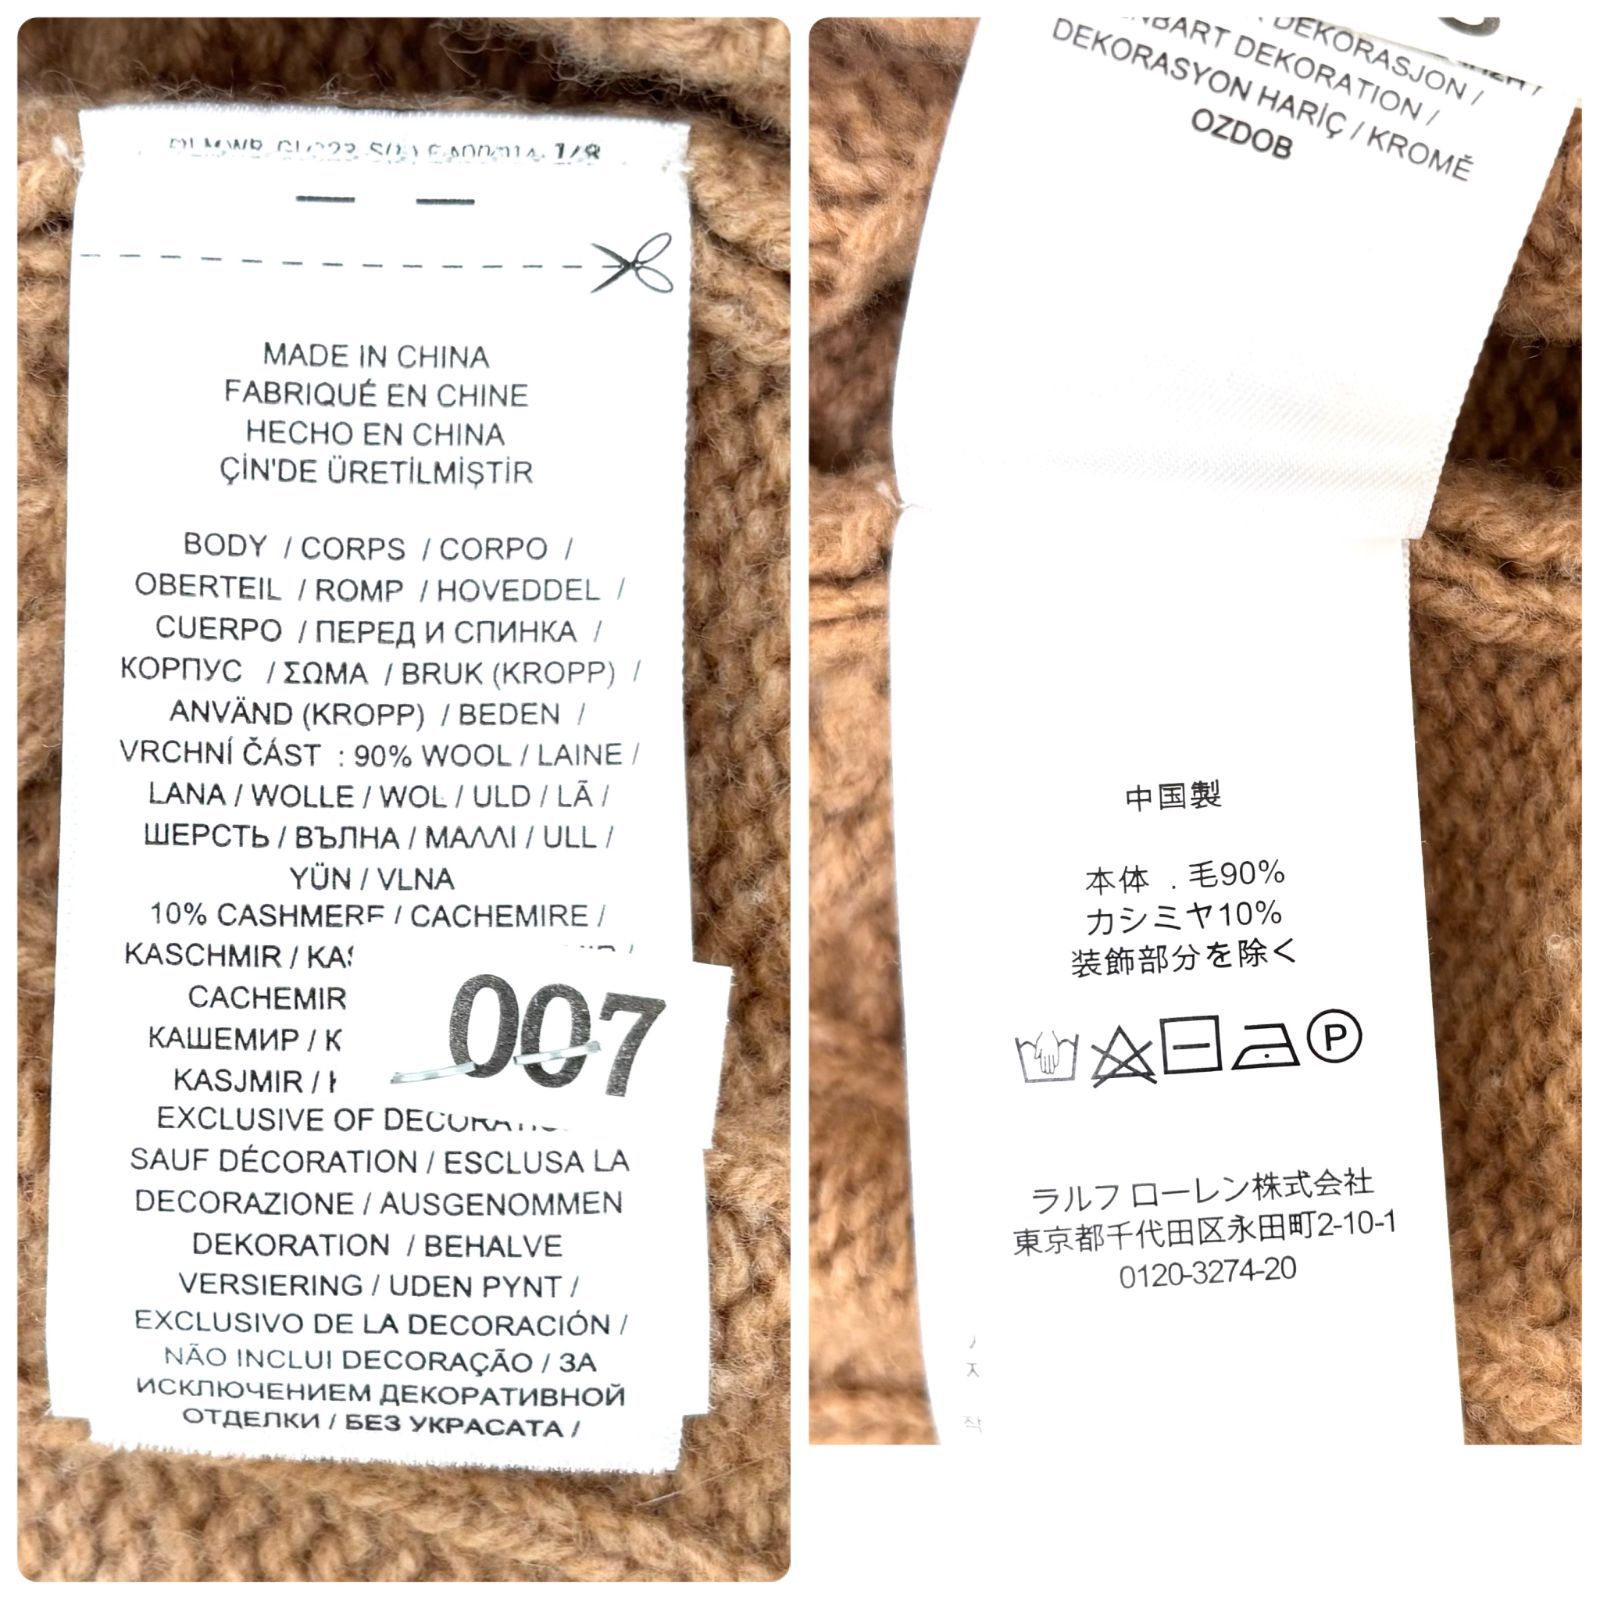 1/8
MADE IN CHINA
FABRIQUÉ EN CHINE
HECHO EN CHINA
ÇİN'DE ÜRETİLMİŞTİR
BODY / CORPS / CORPO /
OBERTEIL / ROMP / HOVEDDEL /
CUERPO / ПЕРЕД И СПИНКА /
КОРПУС / ΣΩΜΑ / BRUK (KROPP) /
ANVÄND (KROPP) / BEDEN /
VRCHNÍ ČÁST : 90% WOOL / LAINE /
LANA / WOLLE / WOL / ULD / LÃ /
ШЕРСТЬ / ВЪЛНА / ΜΑΛΛΙ / ULL /
YÜN / VLNA
10% CASHMERE / CACHEMIRE /
KASCHMIR /
КАШЕМИР /
KASJMIR /
007
EXCLUSIVE OF
SAUF DÉCORATION / ESCLUSA LA
DECORAZIONE / AUSGENOMMEN
DEKORATION / BEHALVE
VERSIERING / UDEN PYNT /
EXCLUSIVO DE LA DECORACIÓN /
NÃO INCLUI DECORAÇÃO / ЗА
ИСКЛЮЧЕНИЕМ ДЕКОРАТИВНОЙ
ОТДЕЛКИ / БЕЗ УКРАСАТА /
DEKORASJON /
DEKORATION /
DEKORASYON HARİÇ / KROMĚ
OZDOB
中国製
本体 . 毛90%
カシミヤ10%
装飾部分を除く
P
ラルフ ローレン株式会社
東京都千代田区永田町2-10-1
0120-3274-20